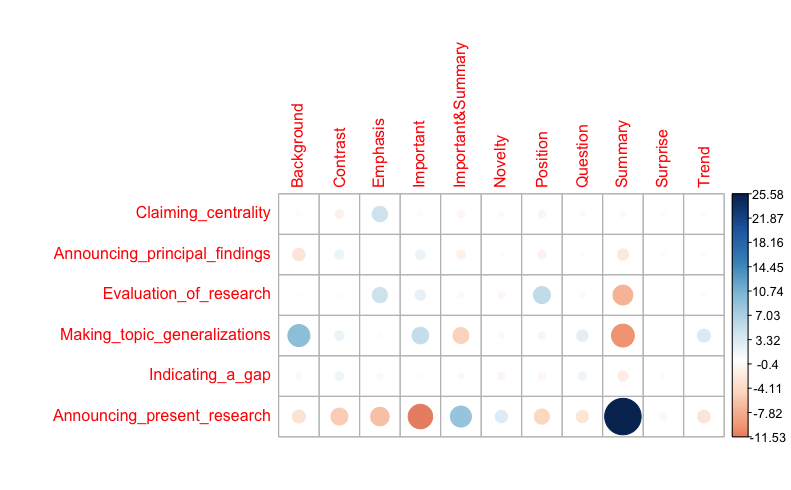 Background
Contrast
Emphasis
Important
Important&Summary
Novelty
Position
Question
Summary
Surprise
Trend
Claiming_centrality
Announcing_principal_findings
Evaluation_of_research
Making_topic_generalizations
Indicating_a_gap
Announcing_present_research
25.58
21.87
18.16
14.45
10.74
7.03
3.32
-0.4
-4.11
-7.82
-11.53